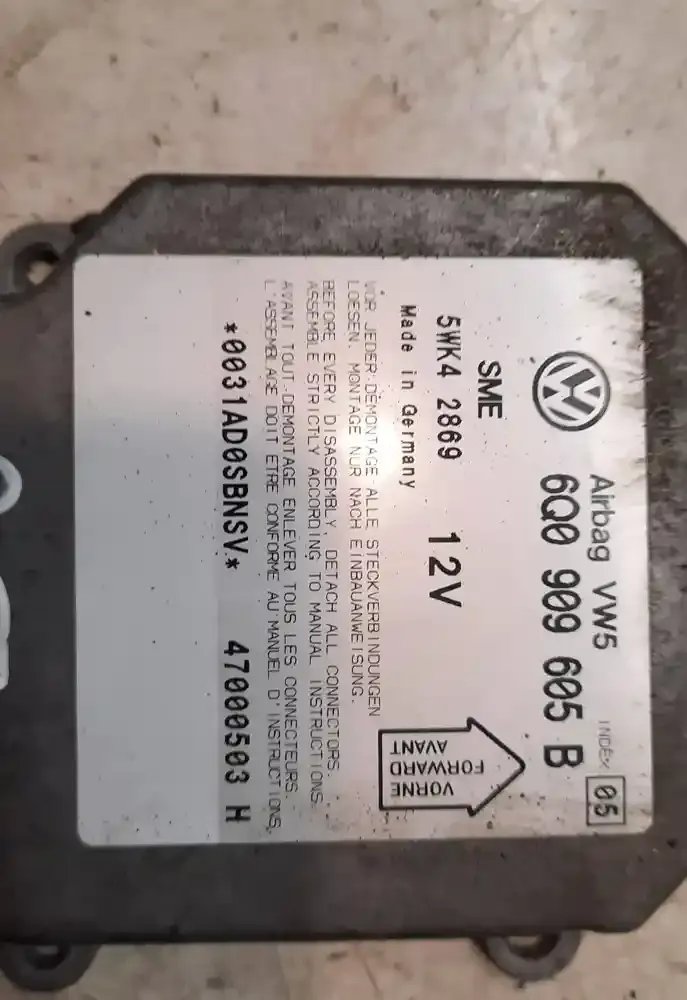 Airbag VW5
INDEX 05
6Q0 909 605 B
SME
5WK4 2869 12V
Made in Germany
VORNE
FORWARD
AVANT
VOR JEDER DEMONTAGE ALLE STECKVERBINDUNGEN
LOESEN. MONTAGE NUR NACH EINBAUANWEISUNG.
BEFORE EVERY DISASSEMBLY, DETACH ALL CONNECTORS.
ASSEMBLE STRICTLY ACCORDING TO MANUAL INSTRUCTIONS.
AVANT TOUT DEMONTAGE ENLEVER TOUS LES CONNECTEURS.
L'ASSEMBLAGE DOIT ETRE CONFORME AU MANUEL D'INSTRUCTIONS.
*0031AD0SBNSV* 47000503 H